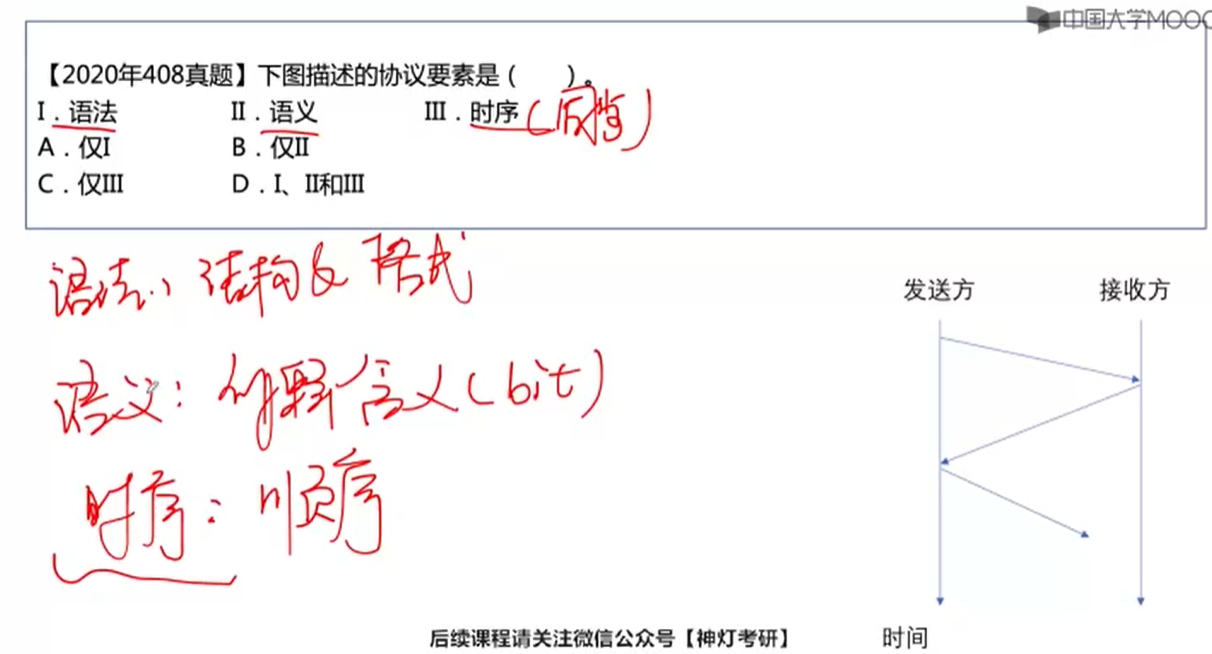 中国大学MOOC
【2020年408真题】下图描述的协议要素是（　　）。
I．语法　　II．语义　　III．时序（同步）
A．仅I　　B．仅II
C．仅III　　D．I、II和III
语法：结构&格式
语义：解释含义(bit)
时序：顺序
发送方　　接收方
时间
后续课程请关注微信公众号【神灯考研】